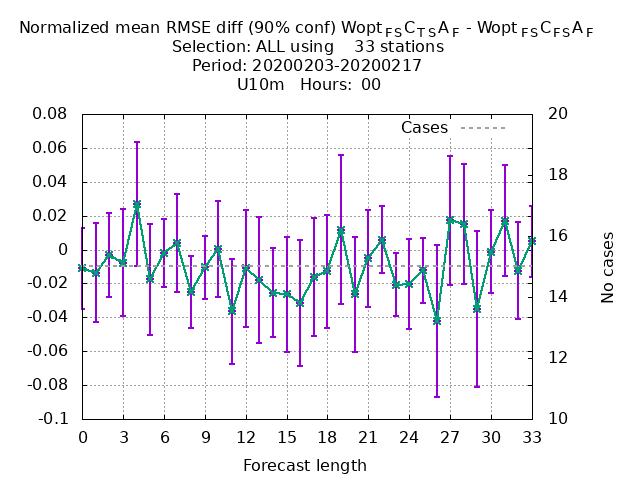 Normalized mean RMSE diff (90% conf) Wopt FS C T S A F - Wopt FS C FS A F
Selection: ALL using 33 stations
Period: 20200203-20200217
U10m Hours: 00
Cases
0.08
0.06
0.04
0.02
0
-0.02
-0.04
-0.06
-0.08
-0.1
20
18
16
14
12
10
No cases
0 3 6 9 12 15 18 21 24 27 30 33
Forecast length